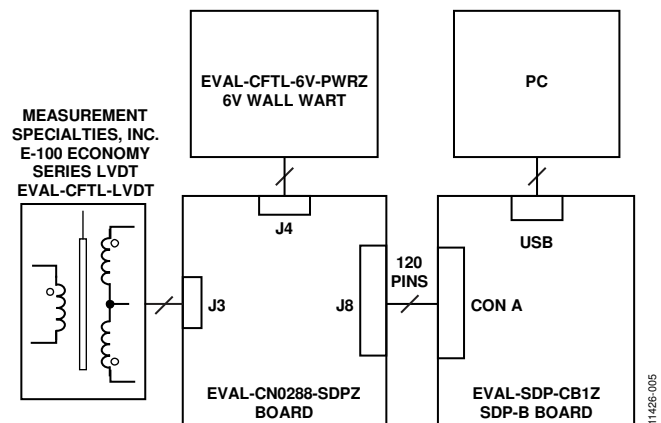 EVAL-CFTL-6V-PWRZ
6V WALL WART
PC
MEASUREMENT
SPECIALTIES, INC.
E-100 ECONOMY
SERIES LVDT
EVAL-CFTL-LVDT
J4
USB
120
PINS
J3
J8
CON A
EVAL-CN0288-SDPZ
BOARD
EVAL-SDP-CB1Z
SDP-B BOARD
11426-005